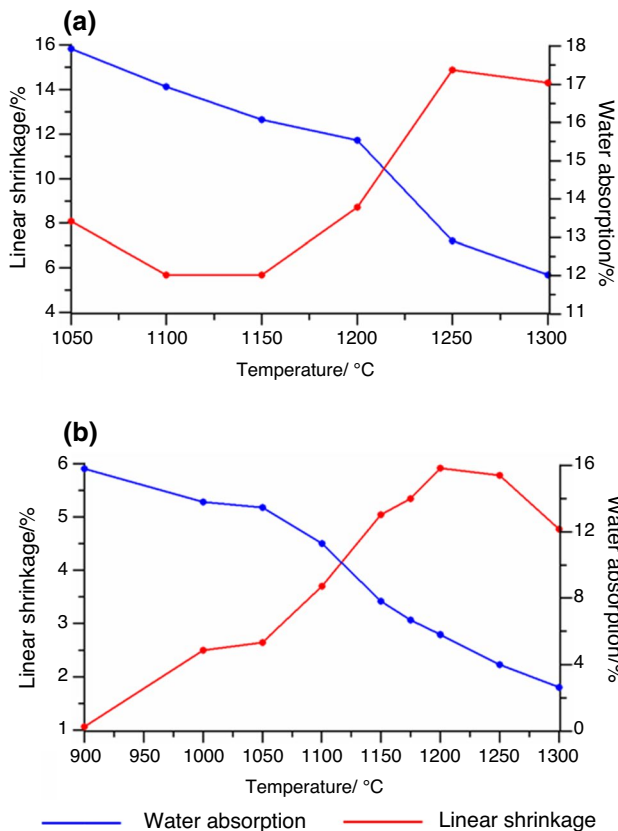 (a)
16
14
12
10
8
6
4
Linear shrinkage/%
18
17
16
15
14
13
12
11
Water absorption/%
1050 1100 1150 1200 1250 1300
Temperature/ °C
(b)
6
5
4
3
2
1
Linear shrinkage/%
16
12
8
4
0
Water absorption/%
900 950 1000 1050 1100 1150 1200 1250 1300
Temperature/ °C
Water absorption Linear shrinkage